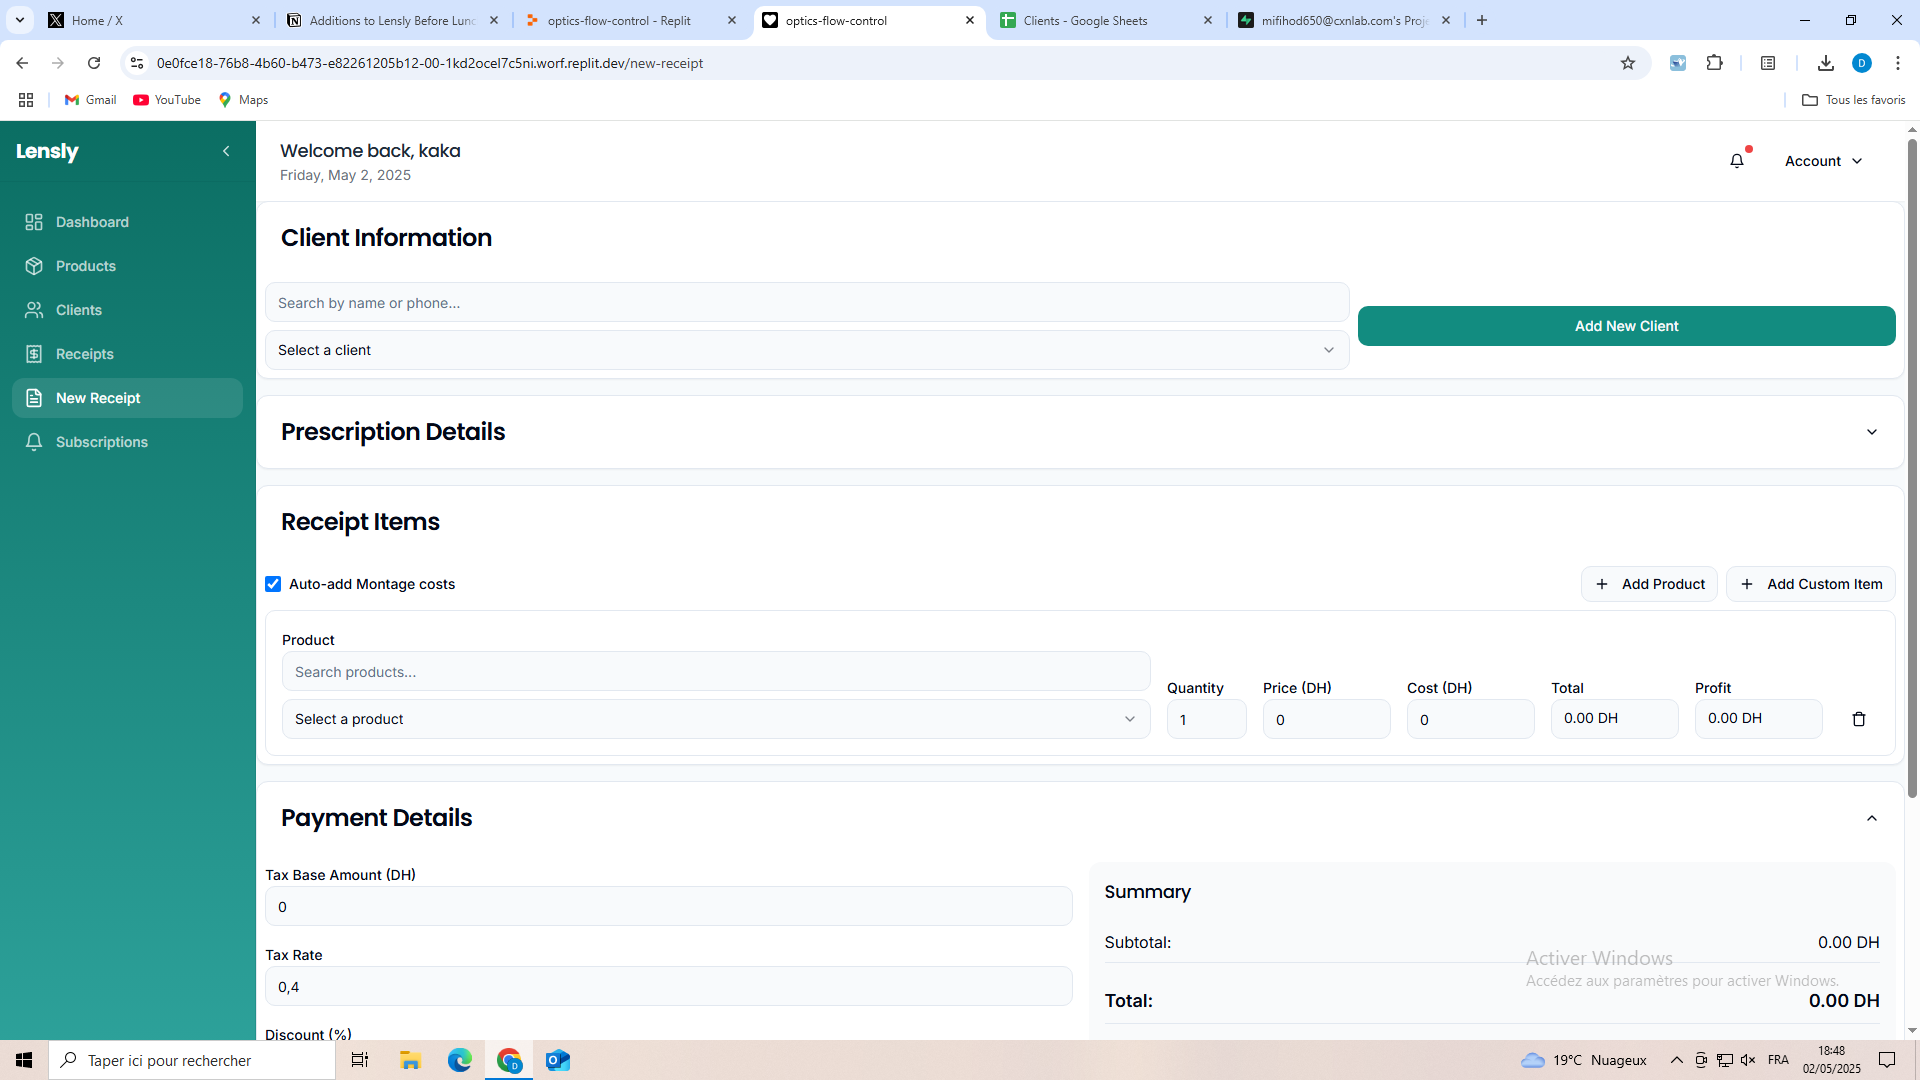 Home / X
Additions to Lensly Before Lunc
optics-flow-control - Replit
optics-flow-control
Clients - Google Sheets
mifihod650@cxnlab.com's Proje
0e0fce18-76b8-4b60-b473-e82261205b12-00-1kd2ocel7c5ni.worf.replit.dev/new-receipt
D
Gmail
YouTube
Maps
Tous les favoris
Lensly
Dashboard
Products
Clients
Receipts
New Receipt
Subscriptions
Welcome back, kaka
Friday, May 2, 2025
Account
Client Information
Search by name or phone...
Select a client
Add New Client
Prescription Details
Receipt Items
Auto-add Montage costs
Add Product
Add Custom Item
Product
Search products...
Select a product
Quantity
1
Price (DH)
0
Cost (DH)
0
Total
0.00 DH
Profit
0.00 DH
Payment Details
Tax Base Amount (DH)
0
Tax Rate
0,4
Discount (%)
Summary
Subtotal: 0.00 DH
Total: 0.00 DH
Activer Windows
Accédez aux paramètres pour activer Windows.
Taper ici pour rechercher
19°C Nuageux
FRA
18:48
02/05/2025